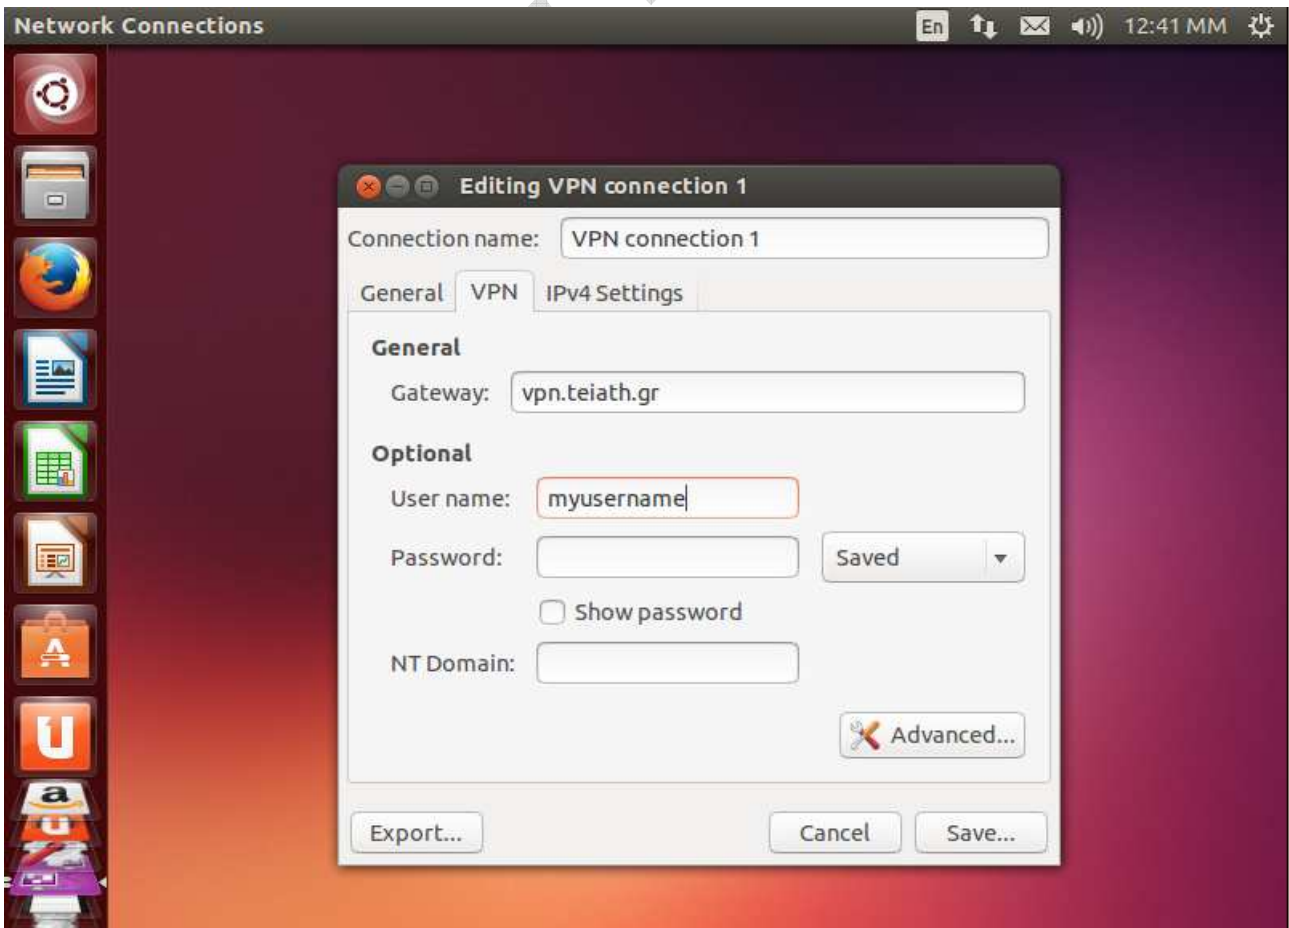 Network Connections En 12:41 MM
Editing VPN connection 1
Connection name: VPN connection 1
General VPN IPv4 Settings
General
Gateway: vpn.teiath.gr
Optional
User name: myusername
Password: Saved
Show password
NT Domain:
Advanced...
Export... Cancel Save...